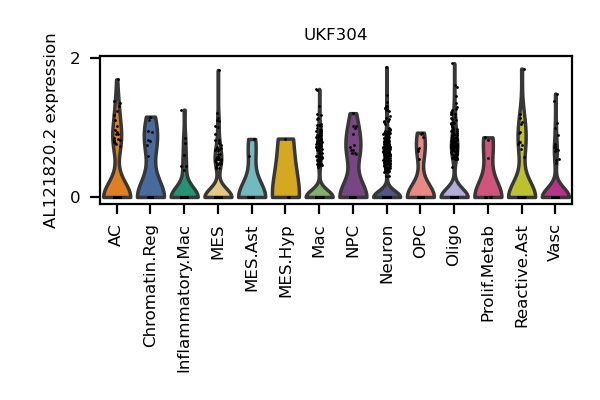 UKF304
AL121820.2 expression
2
0
AC
Chromatin.Reg
Inflammatory.Mac
MES
MES.Ast
MES.Hyp
Mac
NPC
Neuron
OPC
Oligo
Prolif.Metab
Reactive.Ast
Vasc